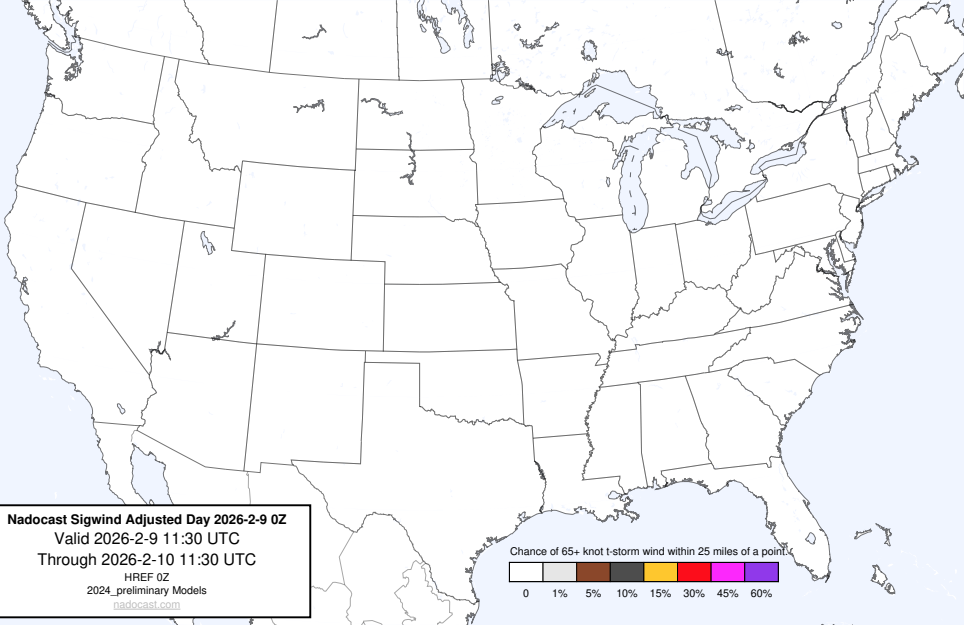 Nadocast Sigwind Adjusted Day 2026-2-9 0Z
Valid 2026-2-9 11:30 UTC
Through 2026-2-10 11:30 UTC
HREF 0Z
2024_preliminary Models
nadocast.com
Chance of 65+ knot t-storm wind within 25 miles of a point.
0 1% 5% 10% 15% 30% 45% 60%